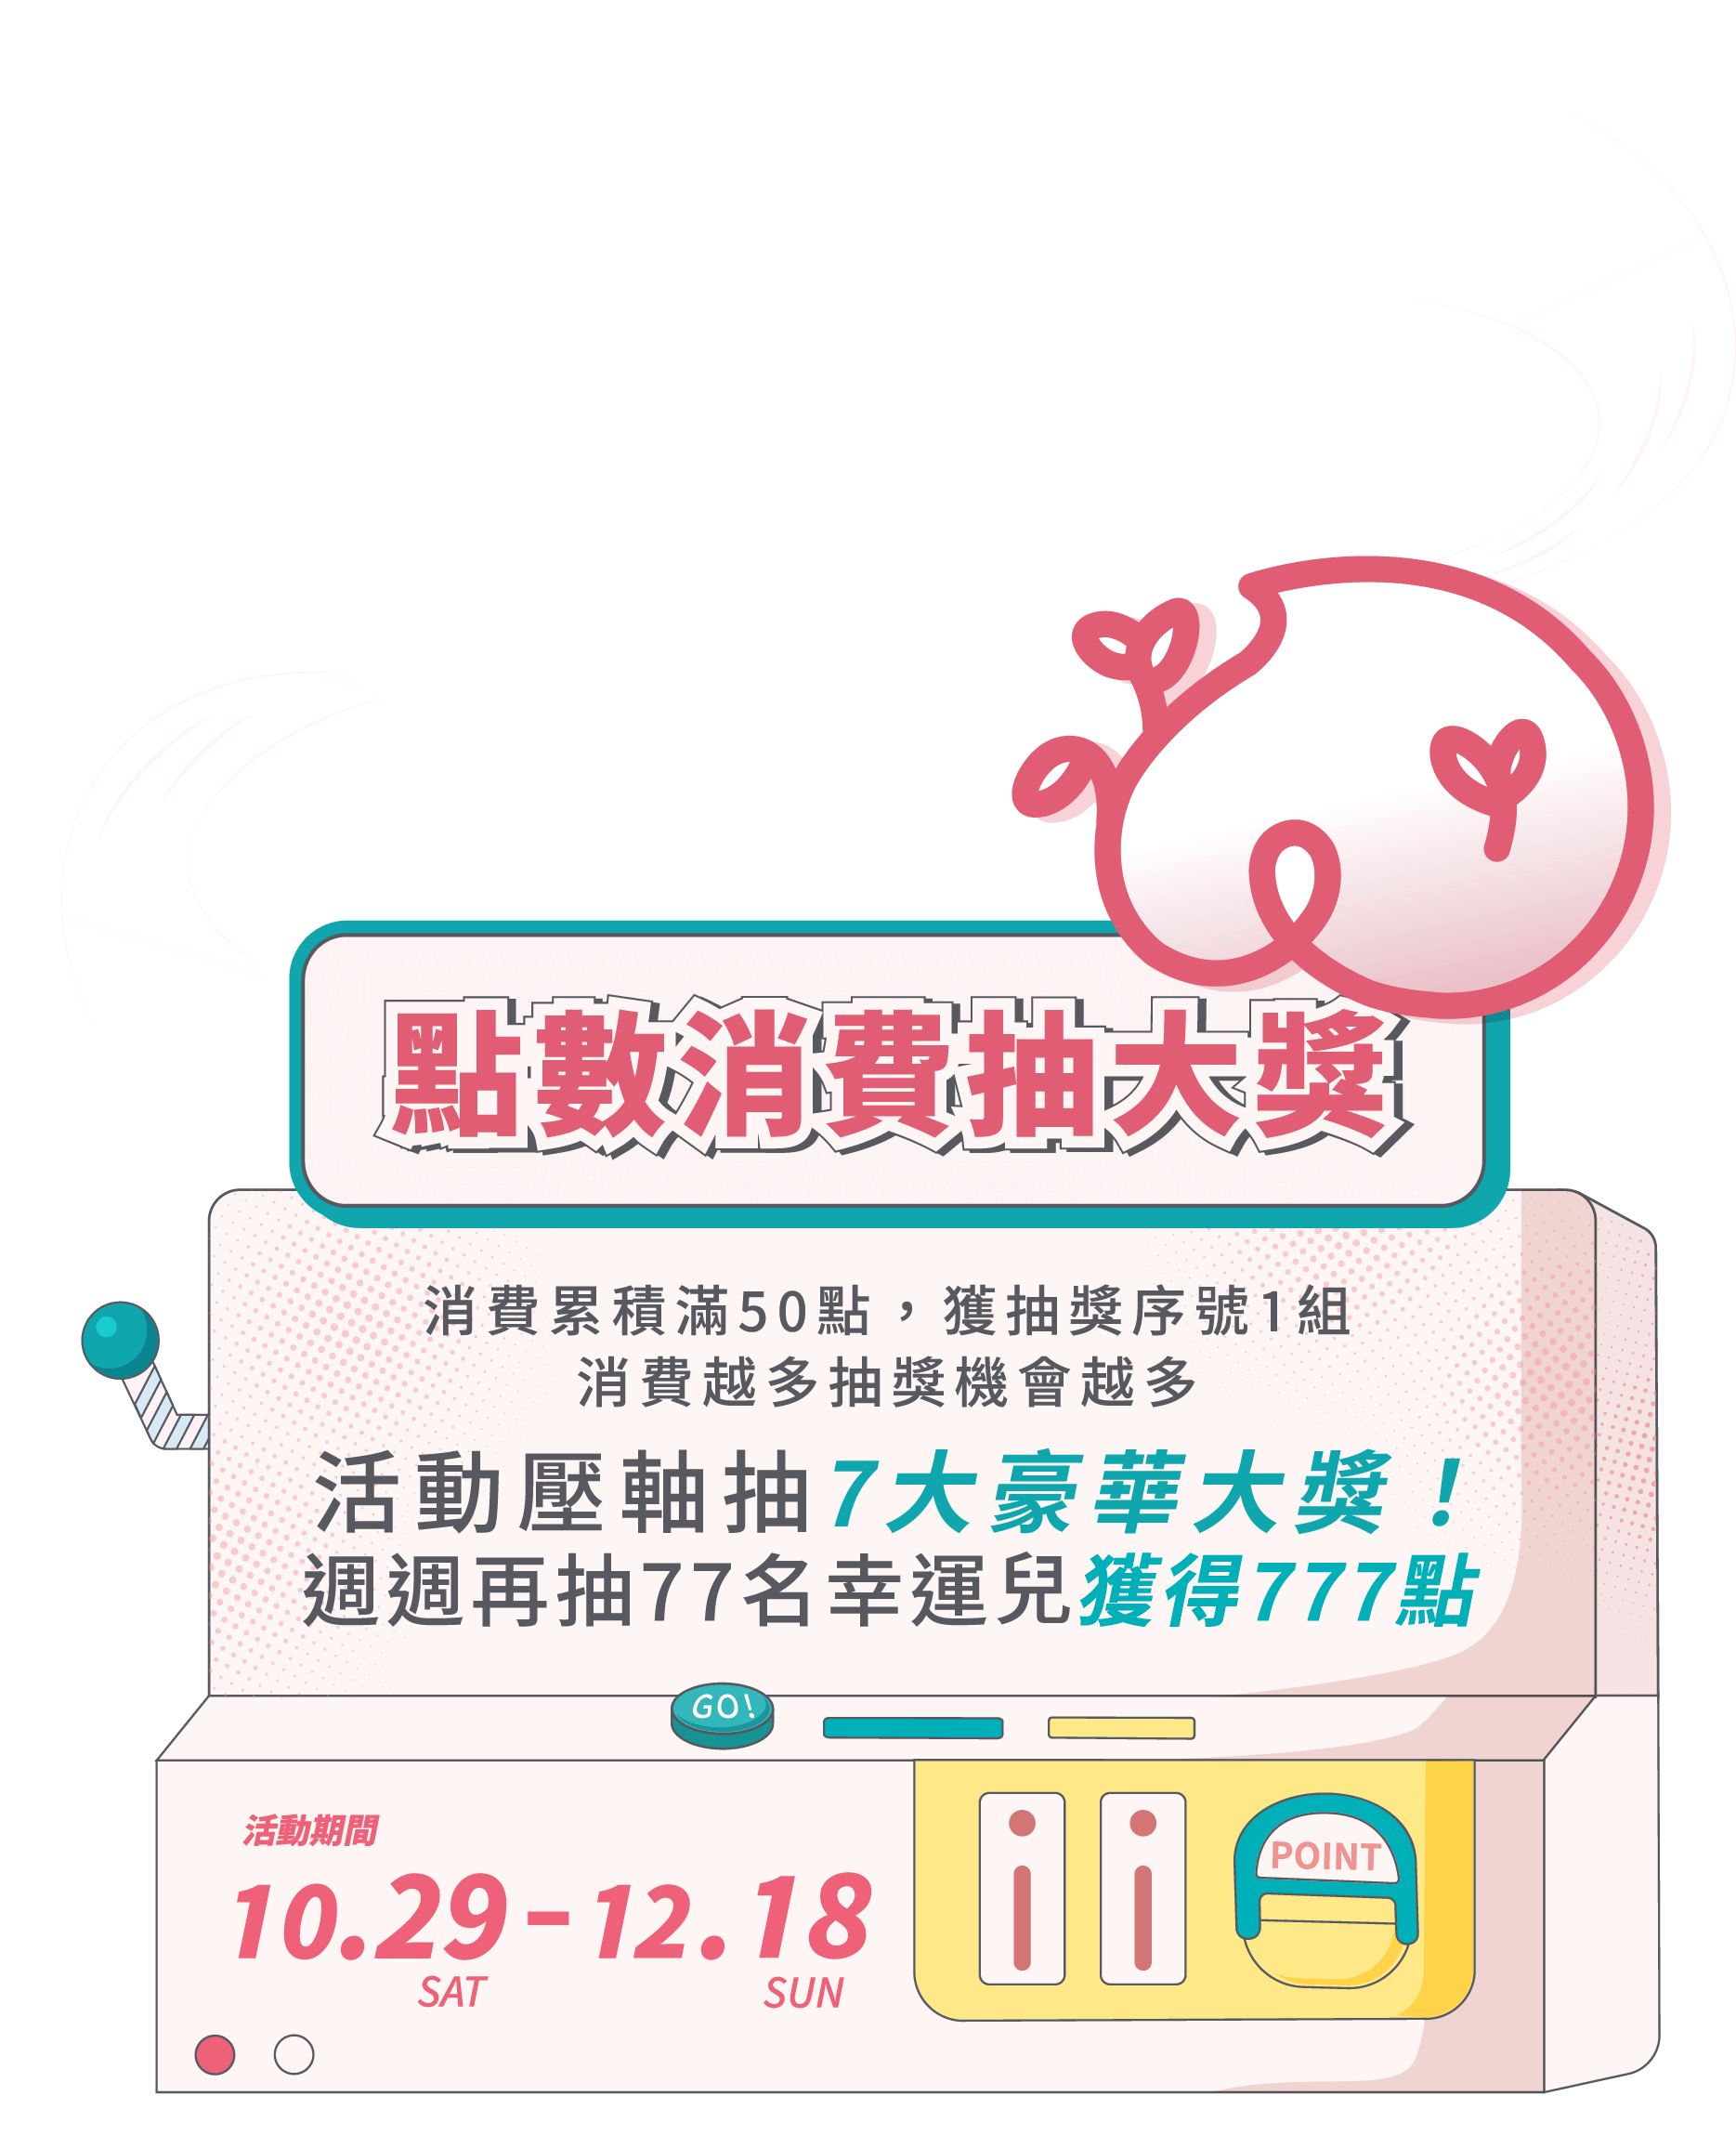 點數消費抽大獎
消費累積滿50點，獲抽獎序號1組
消費越多抽獎機會越多
活動壓軸抽7大豪華大獎！
週週再抽77名幸運兒獲得777點
GO!
活動期間
10.29-12.18
SAT SUN
POINT